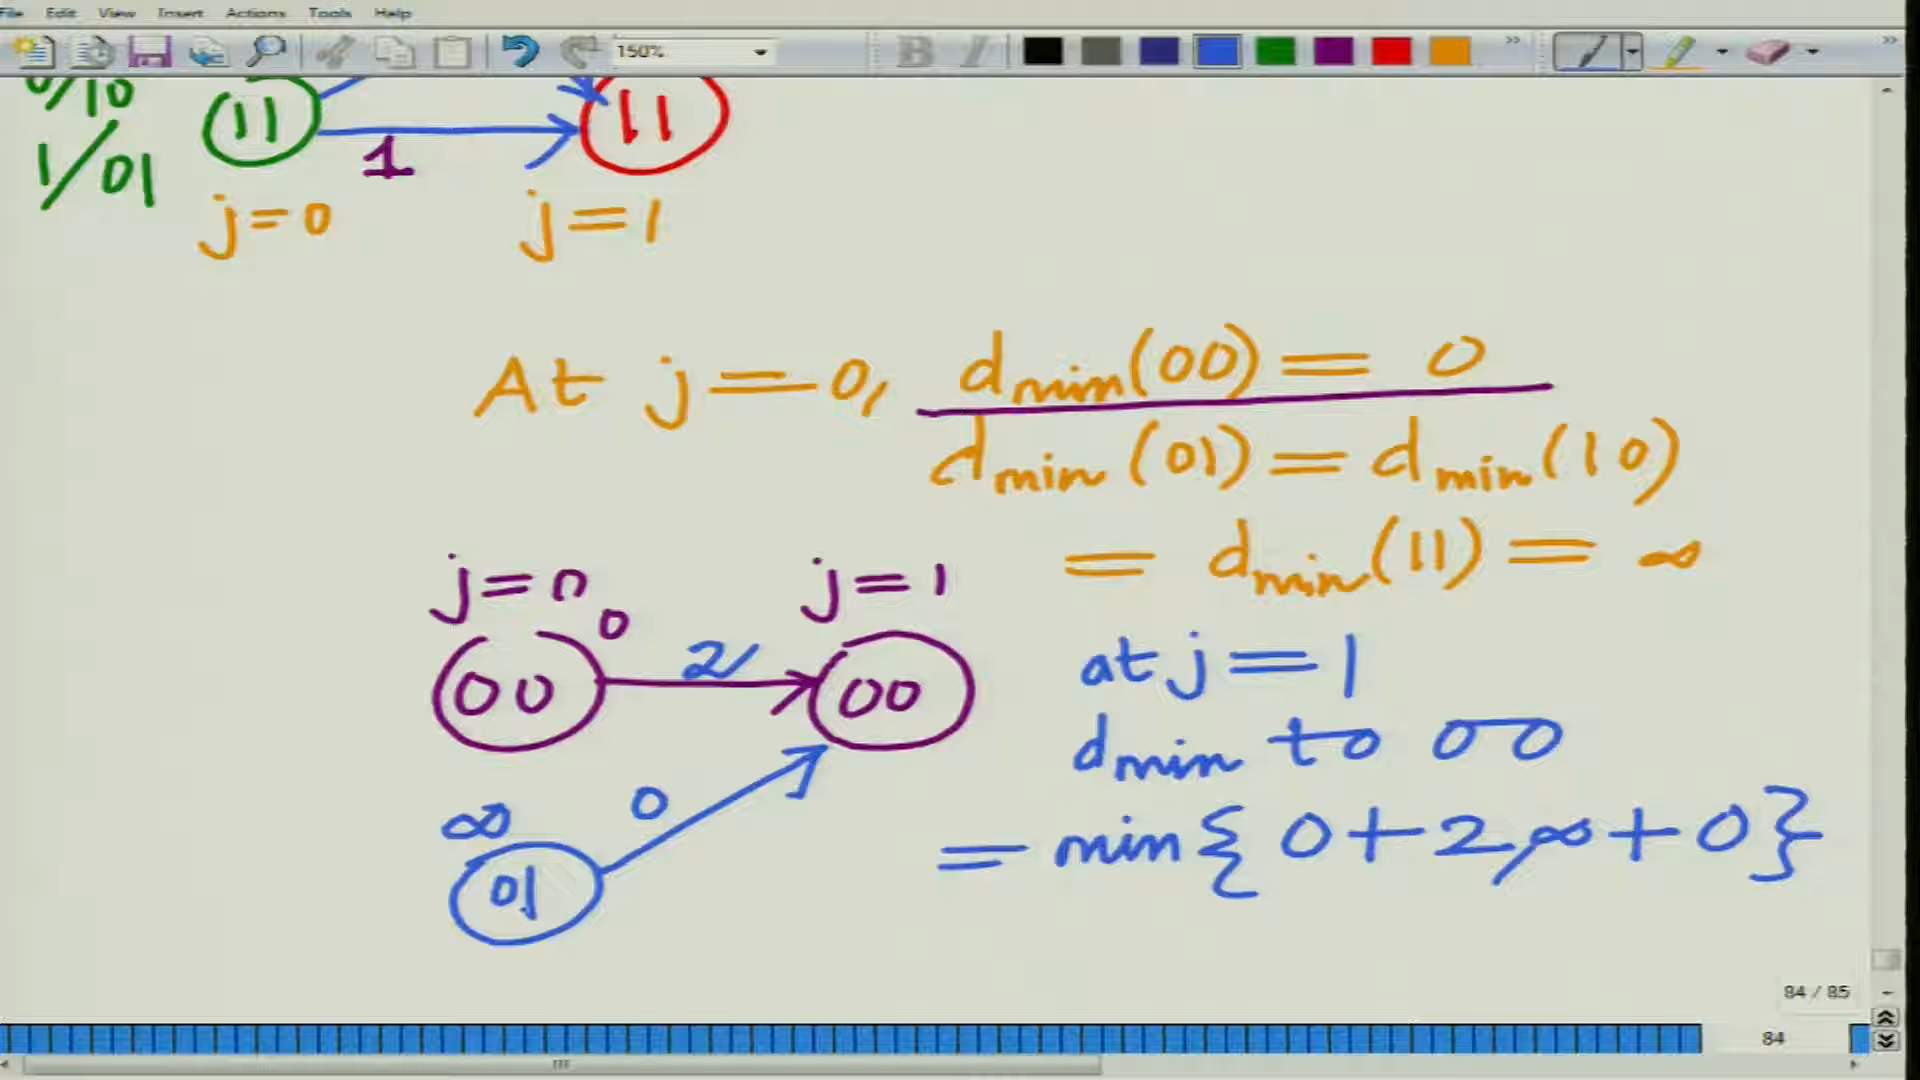 File Edit View Insert Actions Tools Help
150%
B I
0/10
1/01
11
11
1
j=0
j=1
At j=0, dmin(00)=0
dmin(01)=dmin(10)
=dmin(11)=∞
j=0
j=1
0
00
2
00
∞
0
01
at j=1
dmin to 00
=min{0+2,∞+0}
84 / 85
84